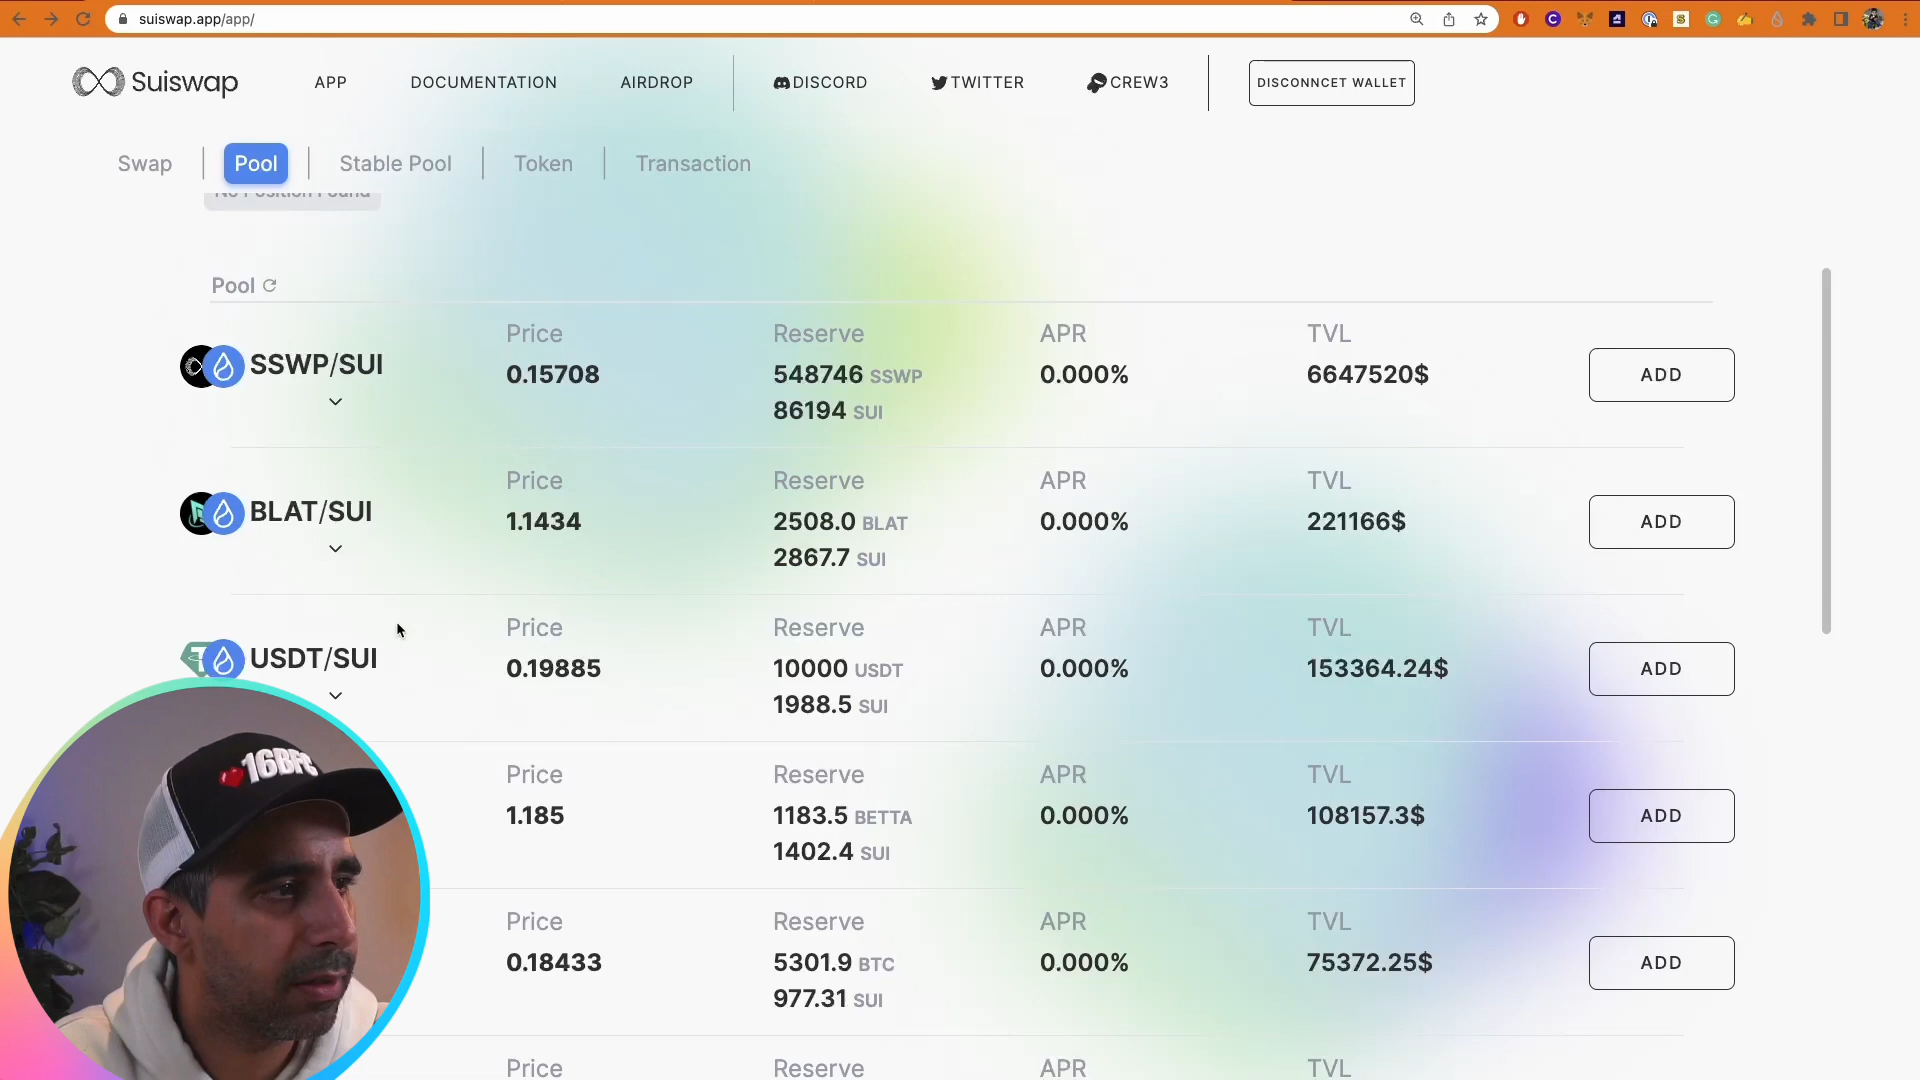 suiswap.app/app/
Suiswap
APP
DOCUMENTATION
AIRDROP
DISCORD
TWITTER
CREW3
DISCONNCET WALLET
Swap
Pool
Stable Pool
Token
Transaction
No Position Found
Pool
Price
Reserve
APR
TVL
SSWP/SUI
0.15708
548746 SSWP
0.000%
6647520$
ADD
86194 SUI
Price
Reserve
APR
TVL
BLAT/SUI
1.1434
2508.0 BLAT
0.000%
221166$
ADD
2867.7 SUI
Price
Reserve
APR
TVL
USDT/SUI
0.19885
10000 USDT
0.000%
153364.24$
ADD
1988.5 SUI
Price
Reserve
APR
TVL
1.185
1183.5 BETTA
0.000%
108157.3$
ADD
1402.4 SUI
Price
Reserve
APR
TVL
0.18433
5301.9 BTC
0.000%
75372.25$
ADD
977.31 SUI
Price
Reserve
APR
TVL
16BFC